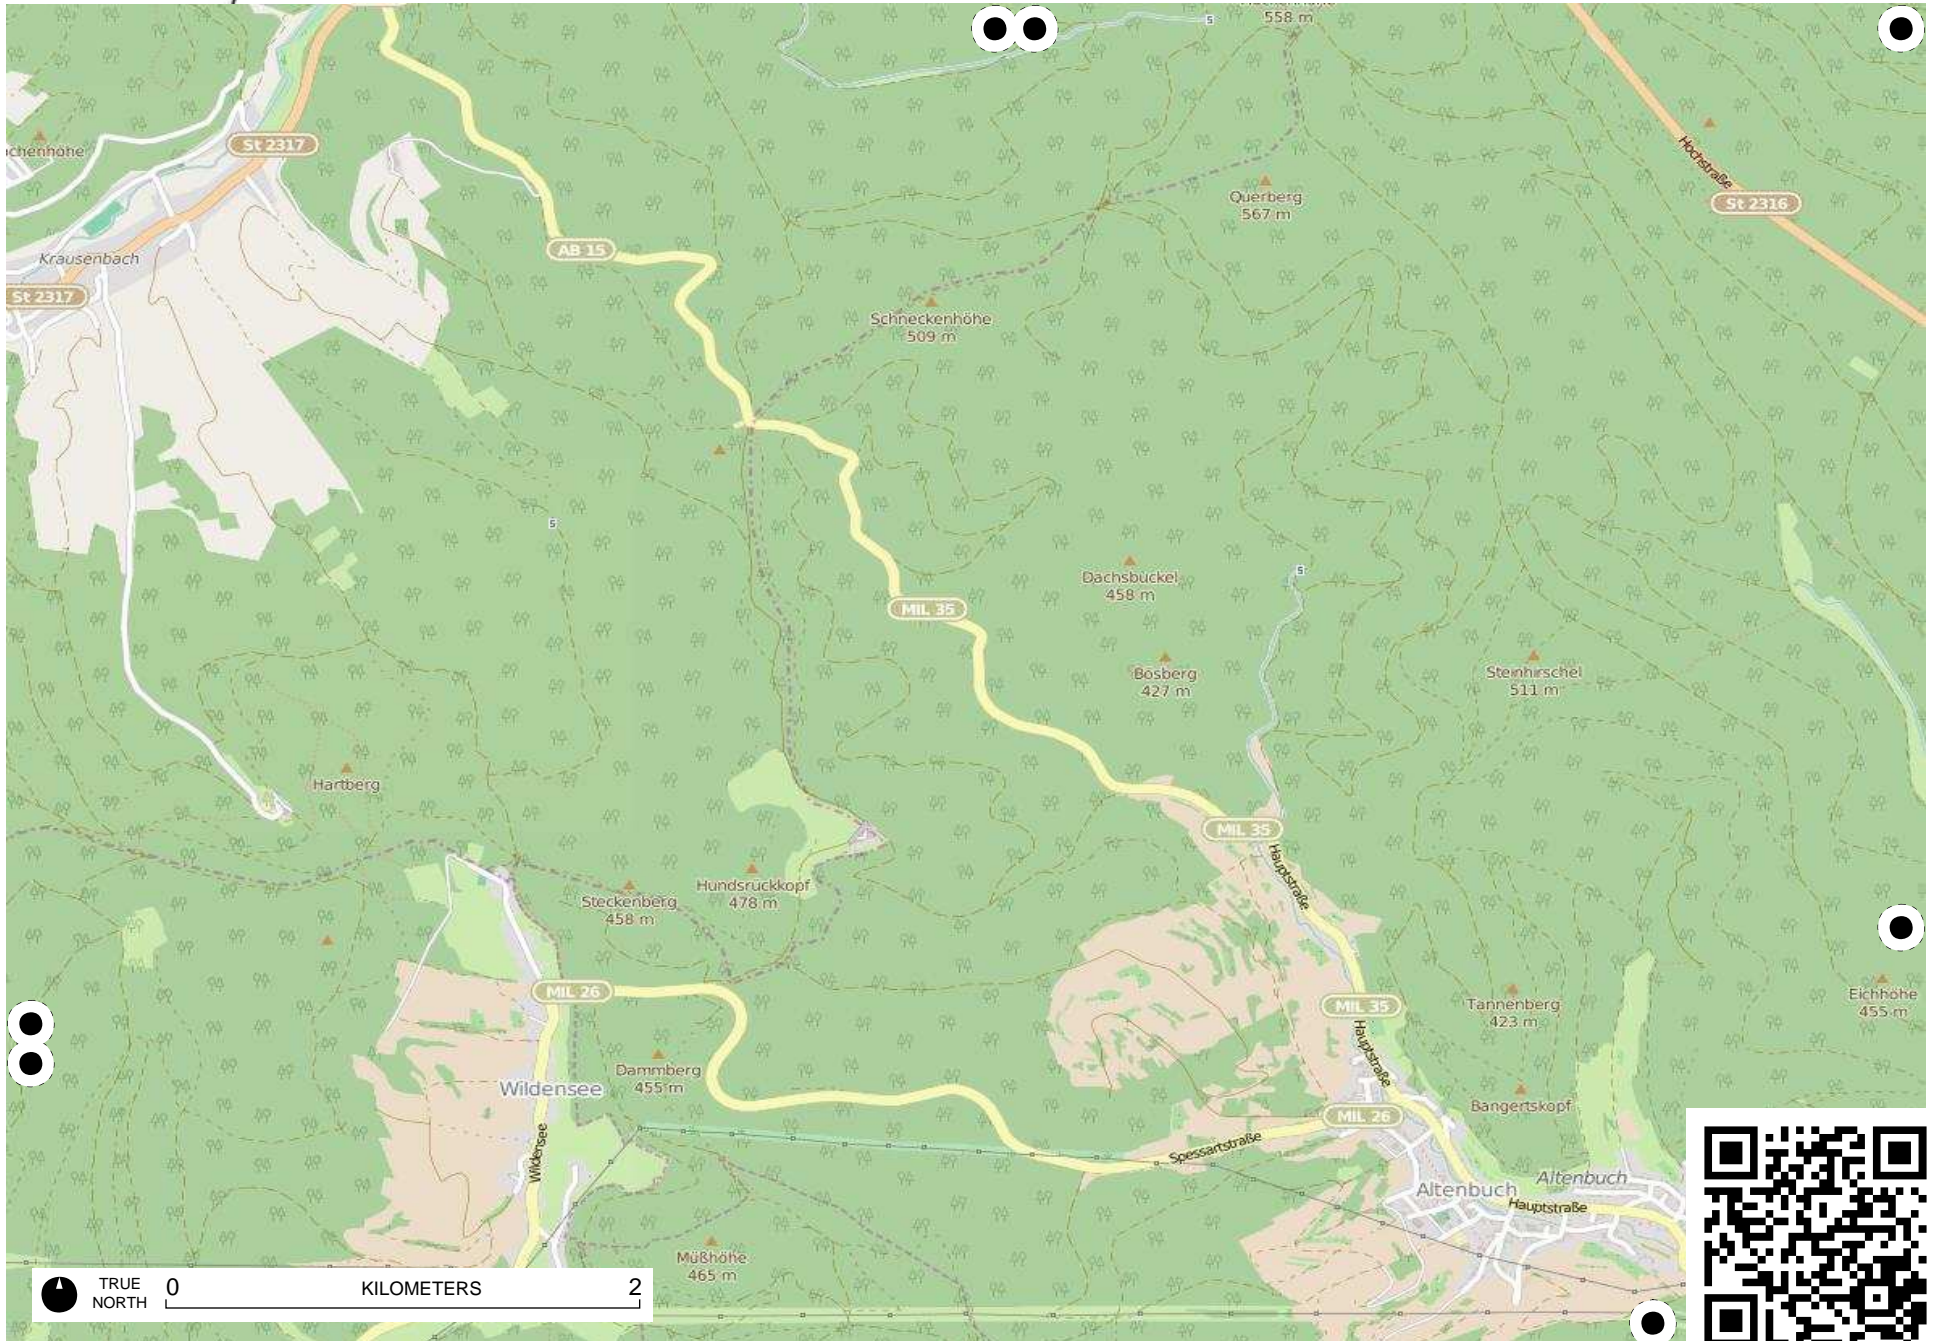 558 m
St 2317
Hochstraße
Querberg
567 m
St 2316
AB 15
Krausenbach
St 2317
Schneckenhöhe
509 m
Dachsbuckel
458 m
MIL 35
Bösberg
427 m
Steinhirschel
511 m
Hartberg
MIL 35
Hauptstraße
Hundsrückkopf
478 m
Steckenberg
458 m
MIL 26
MIL 35
Tannenberg
423 m
Eichhöhe
455 m
Hauptstraße
Dammberg
455 m
Wildensee
Bangertskopf
MIL 26
Wildensee
Spessartstraße
Altenbuch
Altenbuch
Hauptstraße
Müßhöhe
465 m
TRUE
NORTH
0 KILOMETERS 2